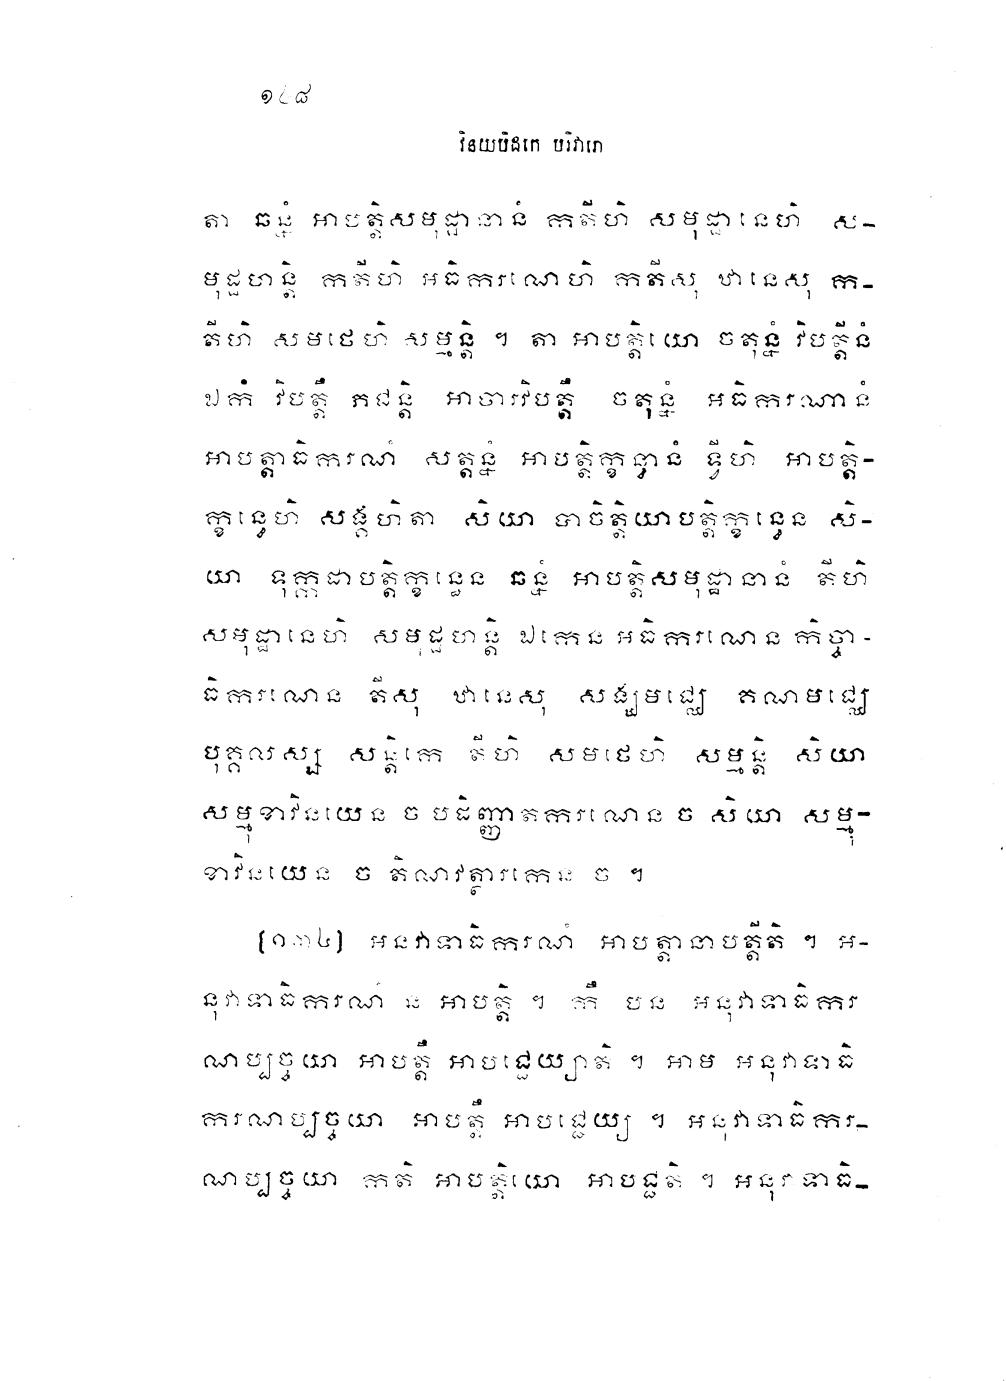 ១៤៨
វិនយបិដកេ បរិវារោ
តា ឆន្នំ អាបត្តិសមុដ្ឋានានំ កតីហិ សមុដ្ឋានេហិ ស-
មុដ្ឋហន្តិ កតីហិ អធិករណេហិ កតីសុ ឋានេសុ ក-
តីហិ សមថេហិ សម្មន្តិ ។ តា អាបត្តិយោ ចតុន្នំ វិបត្តីនំ
ឯកំ វិបត្តឹ ភជន្តិ អាចារវិបត្តឹ ចតុន្នំ អធិករណានំ
អាបត្តាធិករណំ សត្តន្នំ អាបត្តិក្ខន្ធានំ ទ្វីហិ អាបត្តិ-
ក្ខន្ធេហិ សង្គហិតា សិយា បាចិត្តិយាបត្តិក្ខន្ធេន សិ-
យា ទុក្កដាបត្តិក្ខន្ធេន ឆន្នំ អាបត្តិសមុដ្ឋានានំ តីហិ
សមុដ្ឋានេហិ សមុដ្ឋហន្តិ ឯកេន អធិករណេន កិច្ចា-
ធិករណេន តីសុ ឋានេសុ សង្ឃមជ្ឈេ គណមជ្ឈេ
បុគ្គលស្ស សន្តិកេ តីហិ សមថេហិ សម្មន្តិ សិយា
សម្មុខាវិនយេន ច បដិញ្ញាតករណេន ច សិយា សម្មុ-
ខាវិនយេន ច តិណវត្ថារកេន ច ។
[១៣៤] អនុវាទាធិករណំ អាបត្តានាបត្តីតិ ។ អ-
នុវាទាធិករណំ ន អាបត្តិ ។ កឹ បន អនុវាទាធិករ
ណប្បច្ចយា អាបត្តឹ អាបជ្ជេយ្យាតិ ។ អាម អនុវាទាធិ
ករណប្បច្ចយា អាបត្តឹ អាបជ្ជេយ្យ ។ អនុវាទាធិករ-
ណប្បច្ចយា កតិ អាបត្តិយោ អាបជ្ជតិ ។ អនុវាទាធិ-